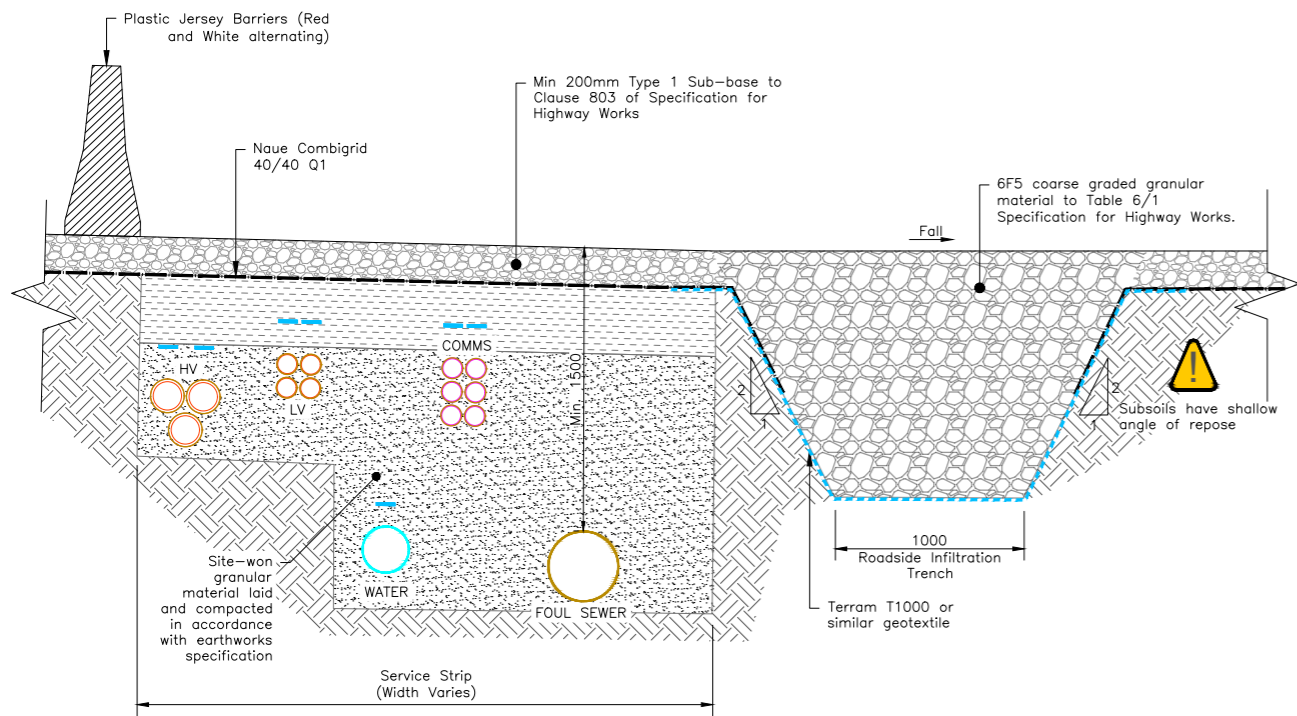 Plastic Jersey Barriers (Red
and White alternating)
Min 200mm Type 1 Sub-base to
Clause 803 of Specification for
Highway Works
Naue Combigrid
40/40 Q1
6F5 coarse graded granular
material to Table 6/1
Specification for Highway Works.
Fall
COMMS
HV
LV
Min. 1500
2
1
2
1
!
Subsoils have shallow
angle of repose
1000
Roadside Infiltration
Trench
Site-won
granular
material laid
and compacted
in accordance
with earthworks
specification
WATER
FOUL SEWER
Terram T1000 or
similar geotextile
Service Strip
(Width Varies)